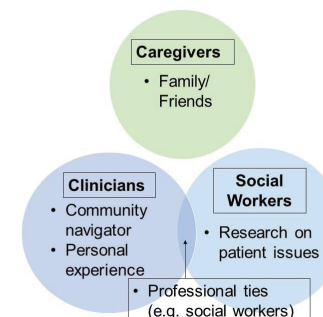 Caregivers
• Family/
Friends
Clinicians
• Community
navigator
• Personal
experience
Social
Workers
• Research on
patient issues
• Professional ties
(e.g. social workers)